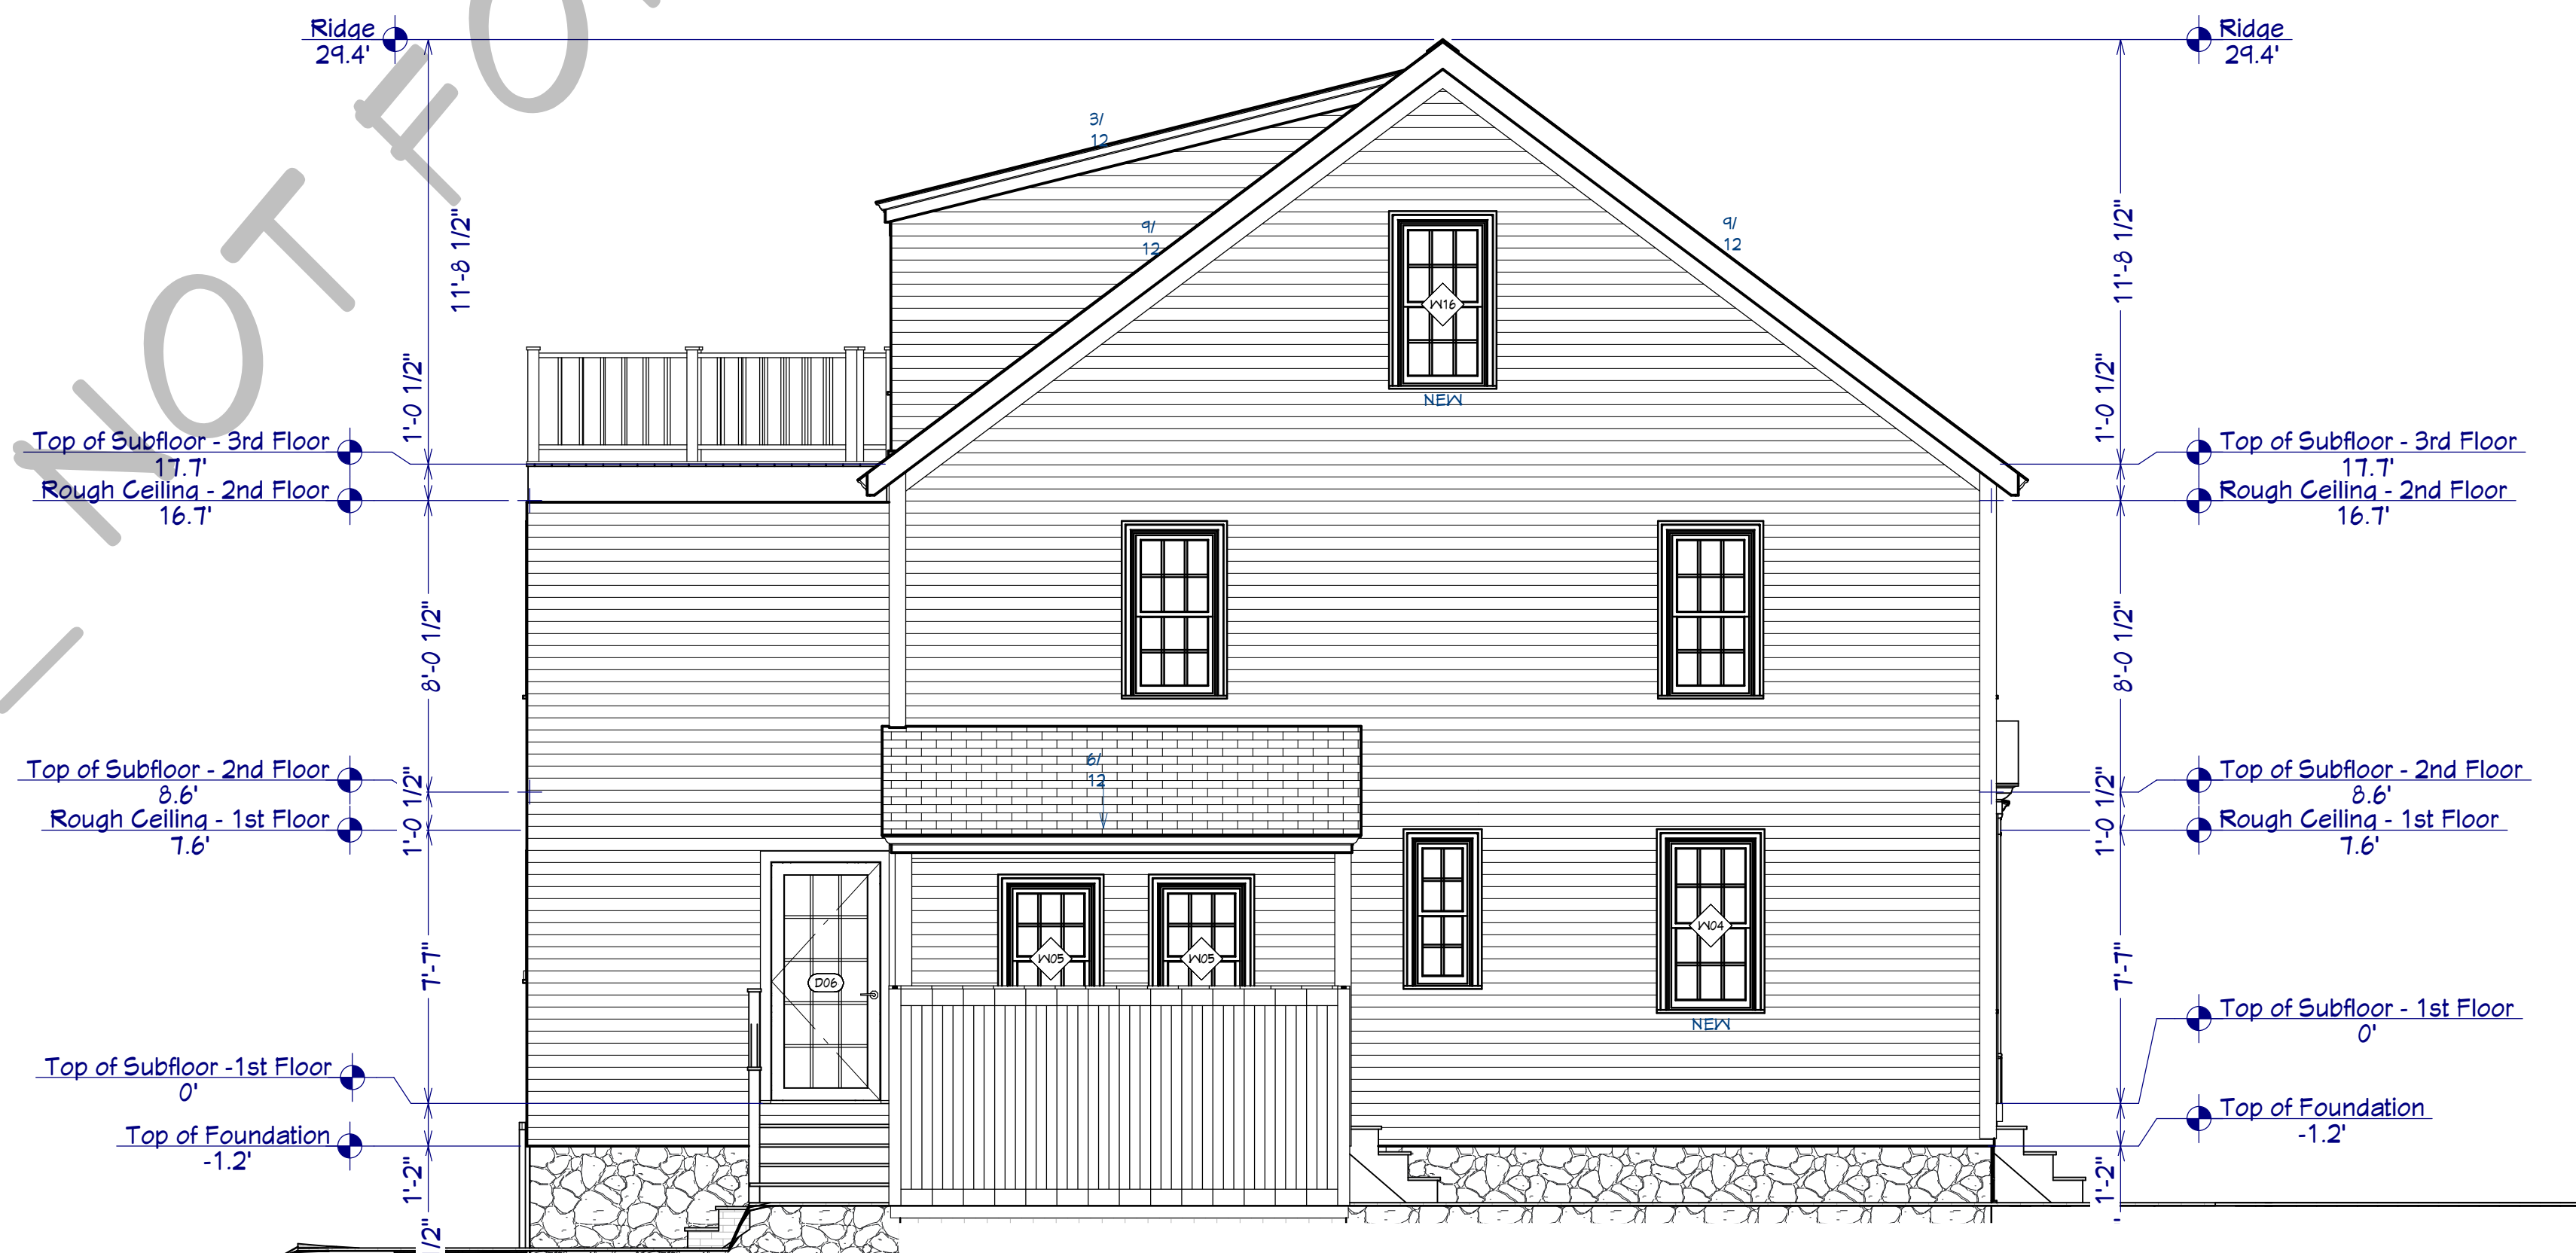 Ridge
29.4'
Ridge
29.4'
NOT FO
3/
12
9/
12
9/
12
11'-8 1/2"
11'-8 1/2"
W16
NEW
1'-0 1/2"
1'-0 1/2"
Top of Subfloor - 3rd Floor
17.7'
Top of Subfloor - 3rd Floor
17.7'
Rough Ceiling - 2nd Floor
16.7'
Rough Ceiling - 2nd Floor
16.7'
8'-0 1/2"
8'-0 1/2"
Top of Subfloor - 2nd Floor
8.6'
Top of Subfloor - 2nd Floor
8.6'
6/
12
1'-0 1/2"
1'-0 1/2"
Rough Ceiling - 1st Floor
7.6'
Rough Ceiling - 1st Floor
7.6'
W04
W05
W05
D06
7'-7"
7'-7"
NEW
Top of Subfloor -1st Floor
0'
Top of Subfloor - 1st Floor
0'
Top of Foundation
-1.2'
Top of Foundation
-1.2'
1'-2"
1'-2"
/2"